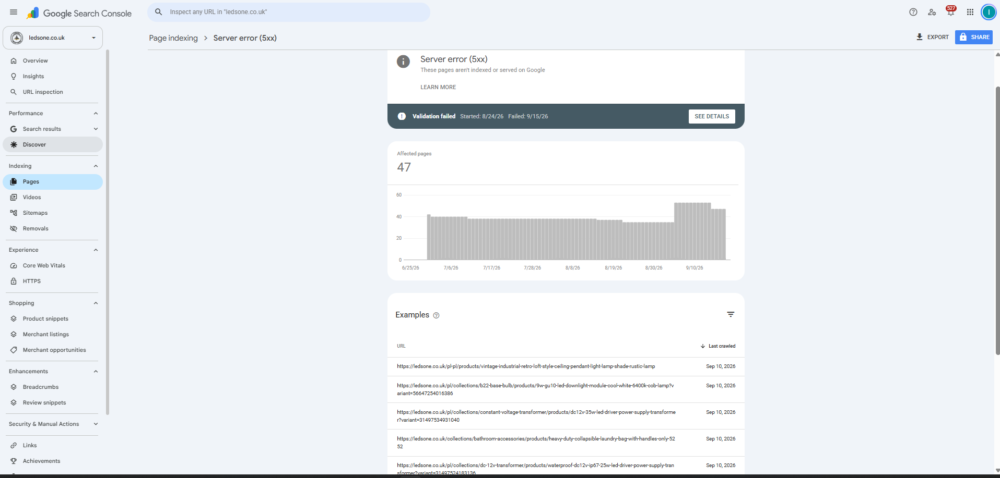 Google Search Console
Inspect any URL in "ledsone.co.uk"
527
I
ledsone.co.uk
Page indexing > Server error (5xx)
EXPORT
SHARE
Overview
Insights
URL inspection
Performance
Search results
Discover
Indexing
Pages
Videos
Sitemaps
Removals
Experience
Core Web Vitals
HTTPS
Shopping
Product snippets
Merchant listings
Merchant opportunities
Enhancements
Breadcrumbs
Review snippets
Security & Manual Actions
Links
Achievements
Server error (5xx)
These pages aren't indexed or served on Google
LEARN MORE
Validation failed Started: 8/24/26 Failed: 9/15/26
SEE DETAILS
Affected pages
47
60
40
20
0
6/25/26 7/6/26 7/17/26 7/28/26 8/8/26 8/19/26 8/30/26 9/10/26
Examples
URL Last crawled
https://ledsone.co.uk/pl-pl/products/vintage-industrial-retro-loft-style-ceiling-pendant-light-lamp-shade-rustic-lamp Sep 10, 2026
https://ledsone.co.uk/pl/collections/b22-base-bulb/products/9w-gu10-led-downlight-module-cool-white-6400k-cob-lamp?v Sep 10, 2026
ariant=56647254016386
https://ledsone.co.uk/pl/collections/constant-voltage-transformer/products/dc12v-35w-led-driver-power-supply-transforme Sep 10, 2026
r?variant=31497534931040
https://ledsone.co.uk/collections/bathroom-accessories/products/heavy-duty-collapsible-laundry-bag-with-handles-only-52 Sep 10, 2026
52
https://ledsone.co.uk/pl/collections/dc-12v-transformer/products/waterproof-dc12v-ip67-25w-led-driver-power-supply-tran Sep 10, 2026
sformer?variant=31497524183136